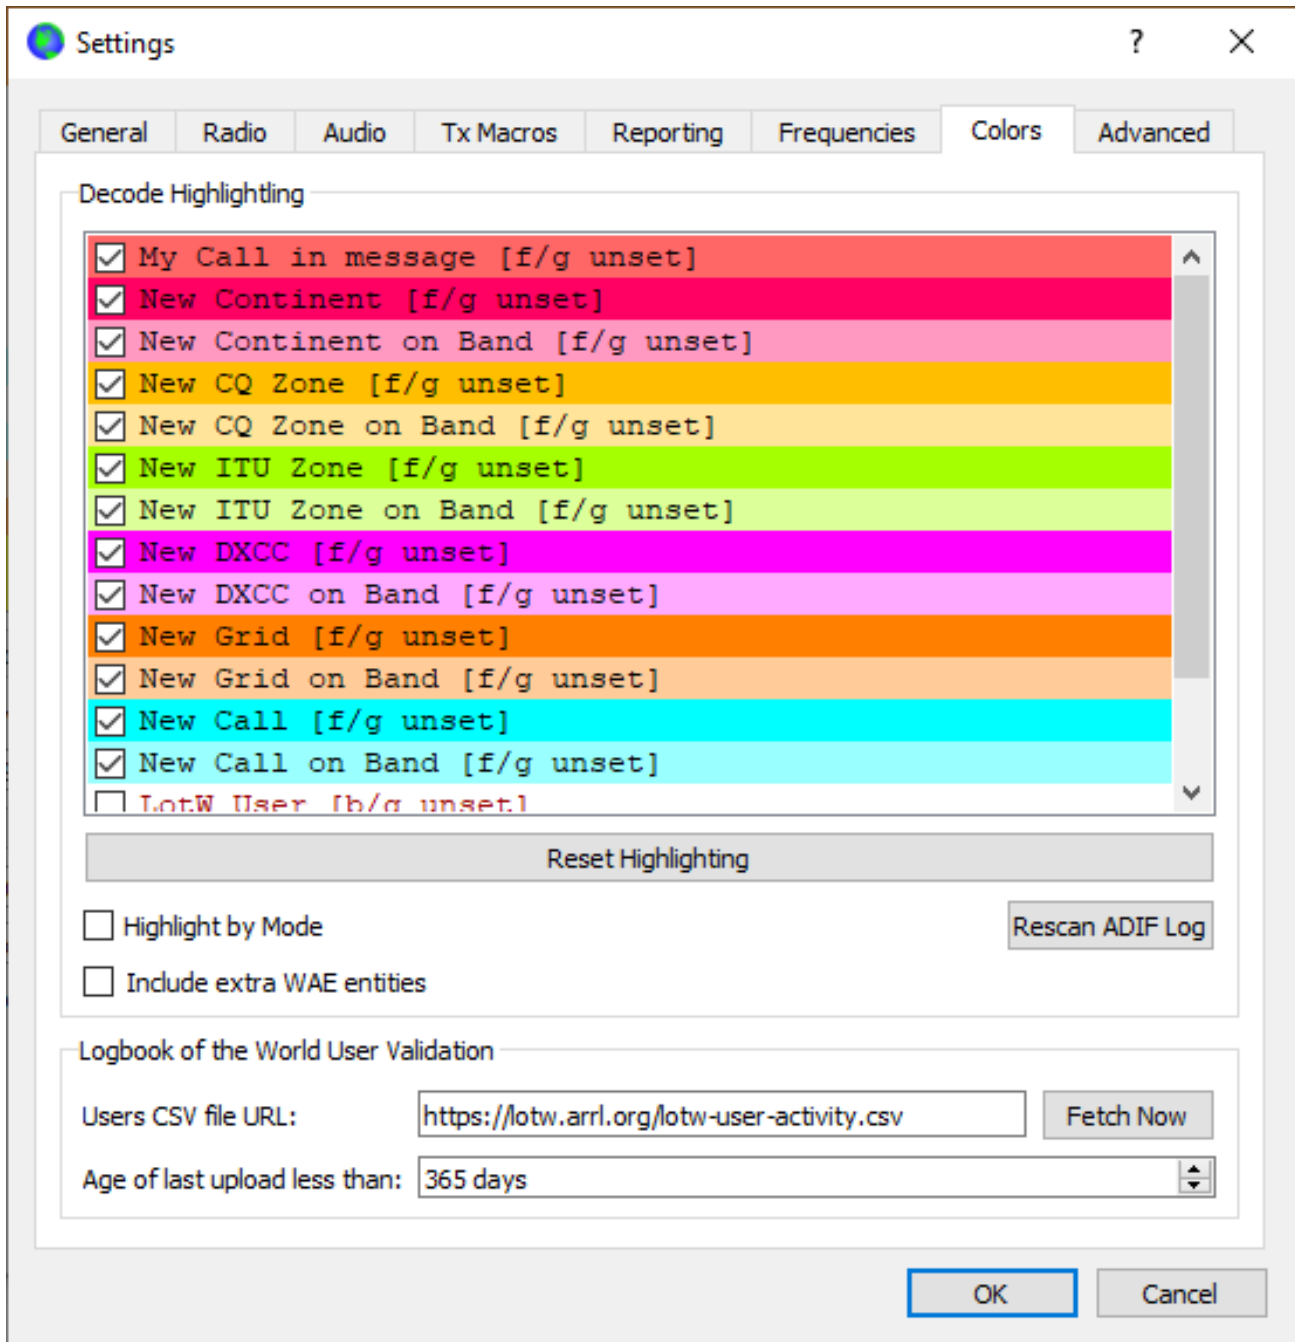 Settings
General Radio Audio Tx Macros Reporting Frequencies Colors Advanced
Decode Highlightling
My Call in message [f/g unset]
New Continent [f/g unset]
New Continent on Band [f/g unset]
New CQ Zone [f/g unset]
New CQ Zone on Band [f/g unset]
New ITU Zone [f/g unset]
New ITU Zone on Band [f/g unset]
New DXCC [f/g unset]
New DXCC on Band [f/g unset]
New Grid [f/g unset]
New Grid on Band [f/g unset]
New Call [f/g unset]
New Call on Band [f/g unset]
LotW User [b/g unset]
Reset Highlighting
Highlight by Mode Rescan ADIF Log
Include extra WAE entities
Logbook of the World User Validation
Users CSV file URL: https://lotw.arrl.org/lotw-user-activity.csv Fetch Now
Age of last upload less than: 365 days
OK Cancel